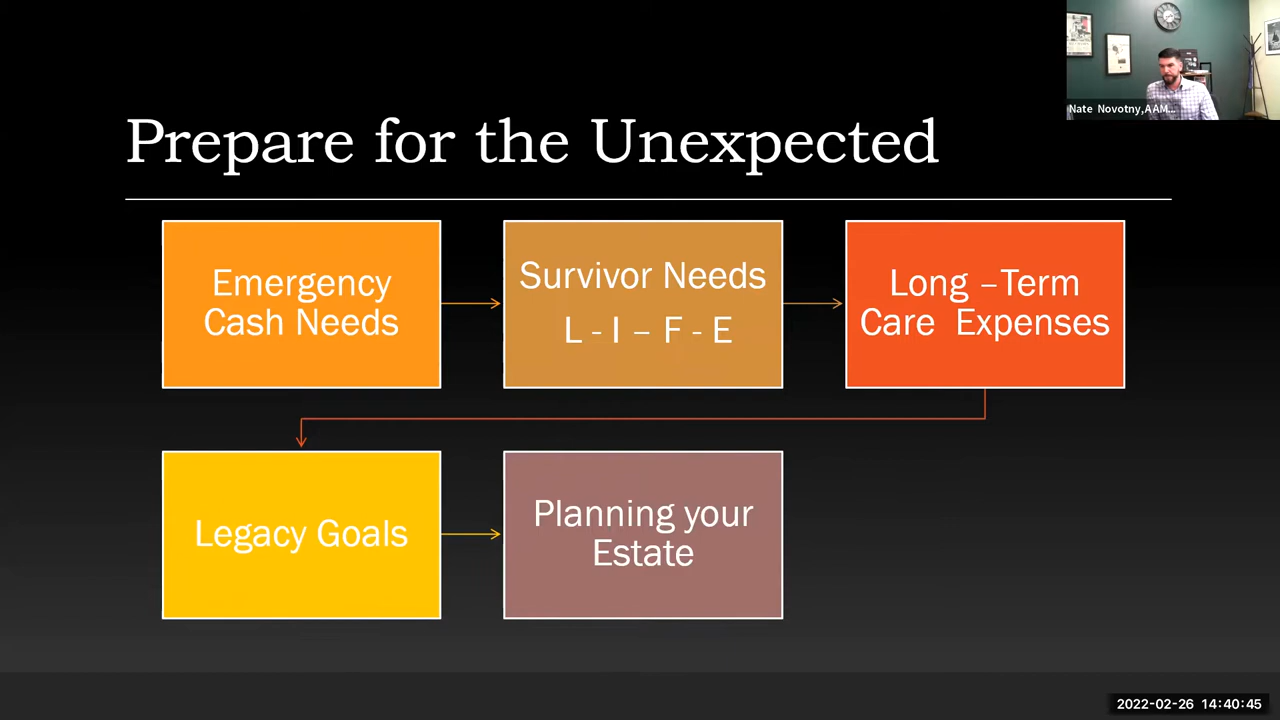 Nate Novotny,AAM...
Prepare for the Unexpected
Emergency
Cash Needs
Survivor Needs
L - I – F - E
Long –Term
Care Expenses
Legacy Goals
Planning your
Estate
2022-02-26 14:40:45